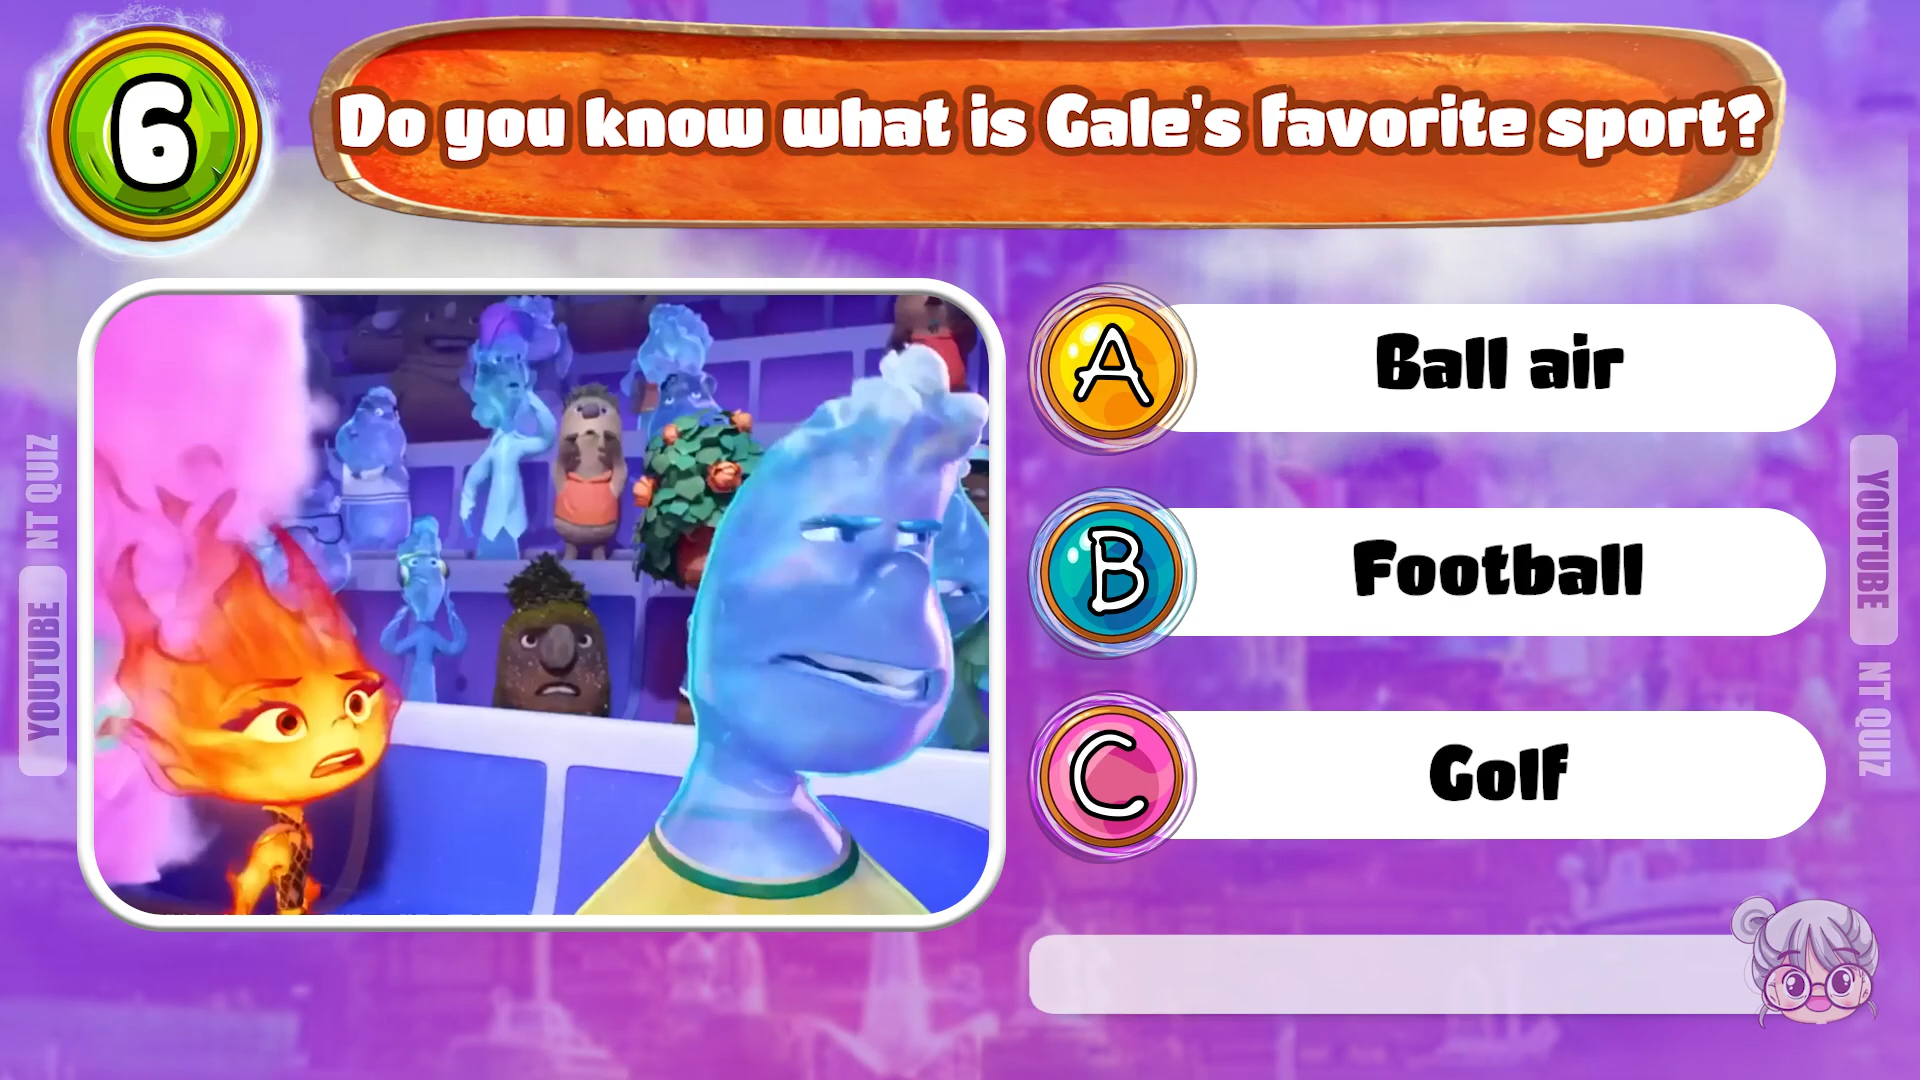 6
Do you know what is Gale's favorite sport?
A
Ball air
B
Football
C
Golf
YOUTUBE NT QUIZ
YOUTUBE NT QUIZ